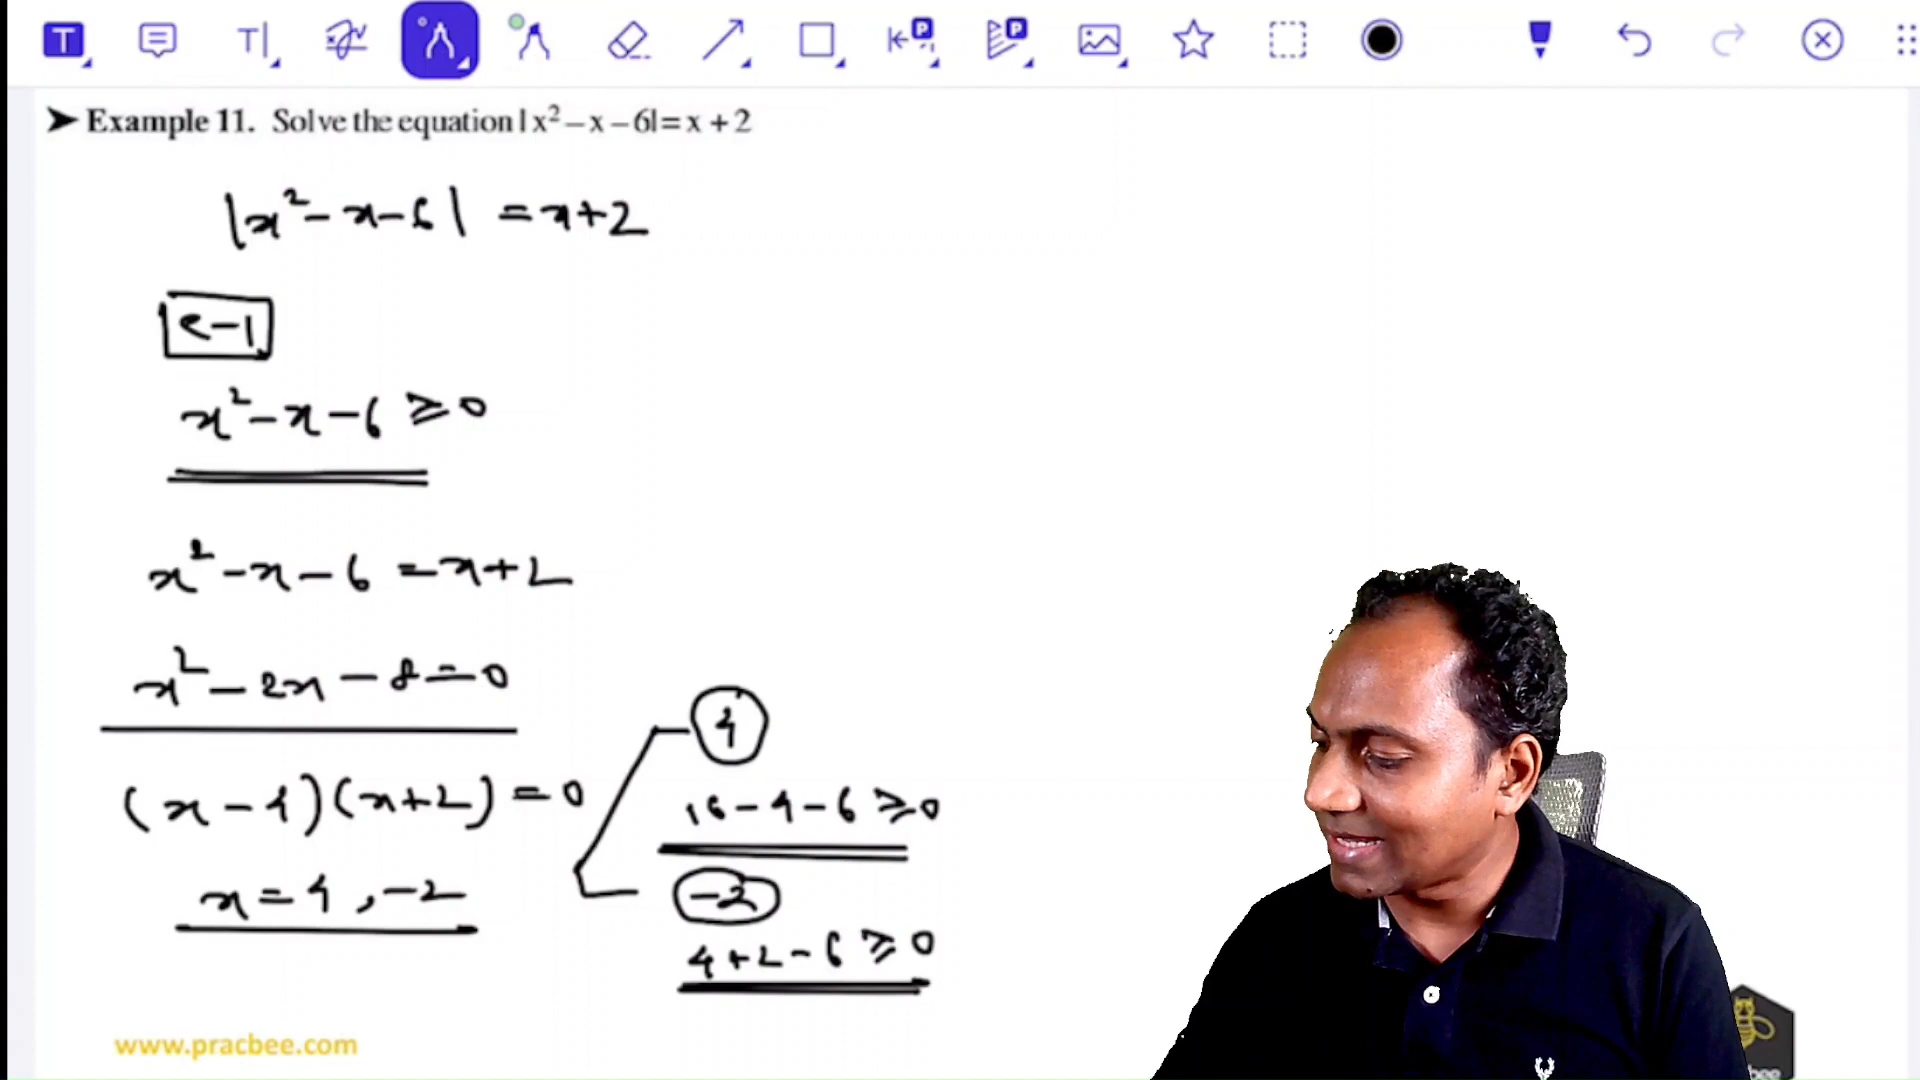 ➤ Example 11. Solve the equation |x² – x – 6|= x + 2
|x² - x - 6| = x + 2
c-1
x² - x - 6 ≥ 0
x² - x - 6 = x + 2
x² - 2x - 8 = 0
(x - 4)(x + 2) = 0
x = 4, -2
4
16 - 4 - 6 ≥ 0
-2
4 + 2 - 6 ≥ 0
www.pracbee.com